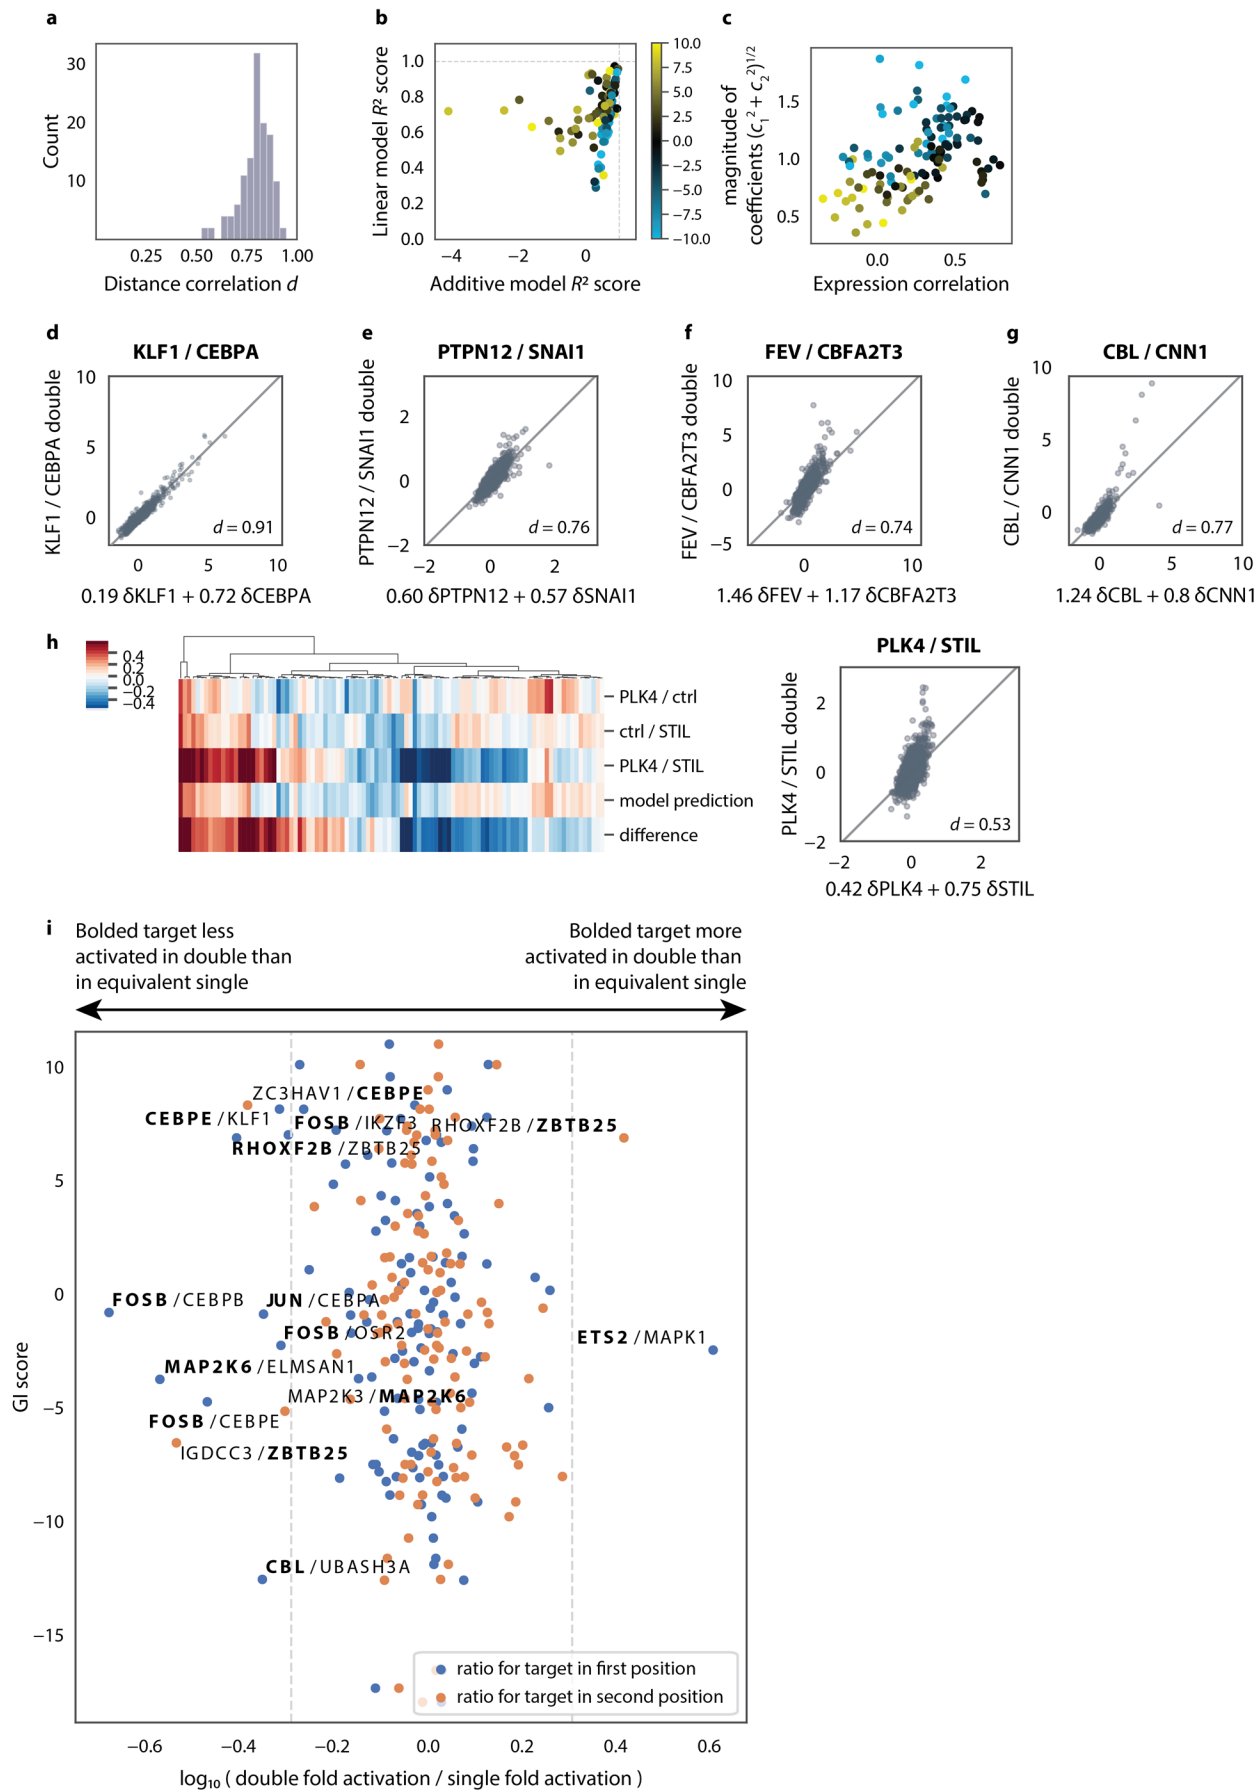 a
Count
30
20
10
0.25 0.50 0.75 1.00
Distance correlation d
b
Linear model R² score
1.0
0.8
0.6
0.4
0.2
0.0
−4 −2 0
Additive model R² score
10.0
7.5
5.0
2.5
0.0
−2.5
−5.0
−7.5
−10.0
c
magnitude of
coefficients (c₁² + c₂²)^1/2
1.5
1.0
0.5
0.0 0.5
Expression correlation
d
KLF1 / CEBPA
KLF1 / CEBPA double
10
5
0
d = 0.91
0 5 10
0.19 δKLF1 + 0.72 δCEBPA
e
PTPN12 / SNAI1
PTPN12 / SNAI1 double
2
0
−2
d = 0.76
−2 0 2
0.60 δPTPN12 + 0.57 δSNAI1
f
FEV / CBFA2T3
FEV / CBFA2T3 double
10
5
0
−5
d = 0.74
0 10
1.46 δFEV + 1.17 δCBFA2T3
g
CBL / CNN1
CBL / CNN1 double
10
5
0
d = 0.77
0 5 10
1.24 δCBL + 0.8 δCNN1
h
0.4
0.2
0.0
−0.2
−0.4
PLK4 / ctrl
ctrl / STIL
PLK4 / STIL
model prediction
difference
PLK4 / STIL
PLK4 / STIL double
2
0
−2
d = 0.53
−2 0 2
0.42 δPLK4 + 0.75 δSTIL
i
Bolded target less
activated in double than
in equivalent single
Bolded target more
activated in double than
in equivalent single
GI score
10
5
0
−5
−10
−15
ZC3HAV1 / CEBPE
CEBPE / KLF1
FOSB / IKZF3
RHOXF2B / ZBTB25
RHOXF2B / ZBTB25
FOSB / CEBPB
JUN / CEBPA
FOSB / OSR2
ETS2 / MAPK1
MAP2K6 / ELMSAN1
MAP2K3 / MAP2K6
FOSB / CEBPE
IGDCC3 / ZBTB25
CBL / UBASH3A
ratio for target in first position
ratio for target in second position
−0.6 −0.4 −0.2 0.0 0.2 0.4 0.6
log₁₀ ( double fold activation / single fold activation )